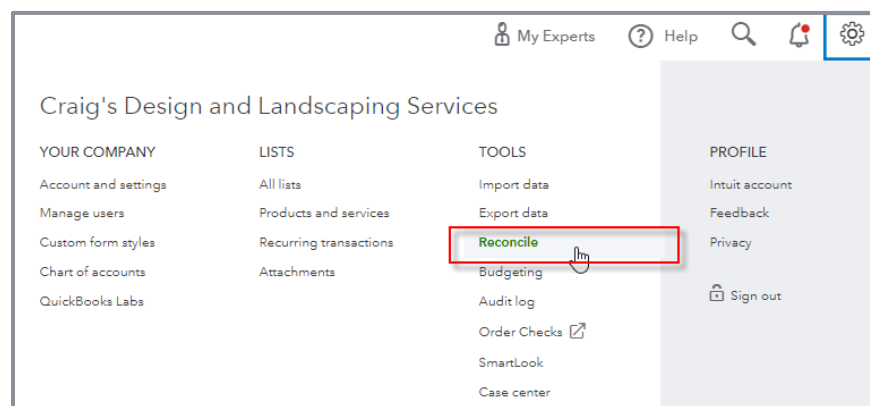 My Experts
Help
Craig's Design and Landscaping Services
YOUR COMPANY
Account and settings
Manage users
Custom form styles
Chart of accounts
QuickBooks Labs
LISTS
All lists
Products and services
Recurring transactions
Attachments
TOOLS
Import data
Export data
Reconcile
Budgeting
Audit log
Order Checks
SmartLook
Case center
PROFILE
Intuit account
Feedback
Privacy
Sign out